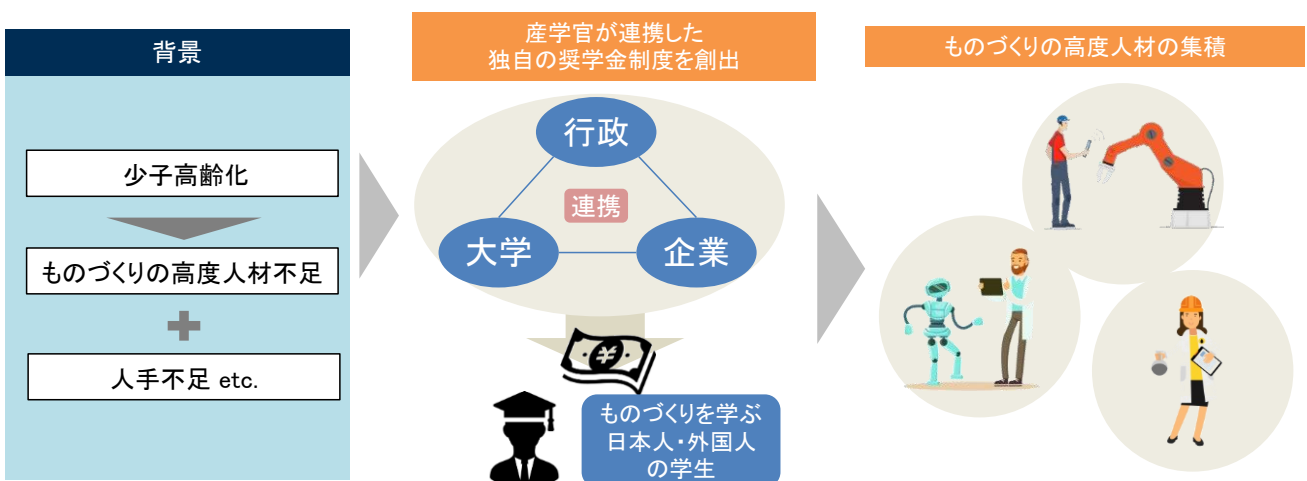 背景
少子高齢化
ものづくりの高度人材不足
人手不足 etc.
産学官が連携した
独自の奨学金制度を創出
行政
連携
大学
企業
¥
ものづくりを学ぶ
日本人・外国人
の学生
ものづくりの高度人材の集積